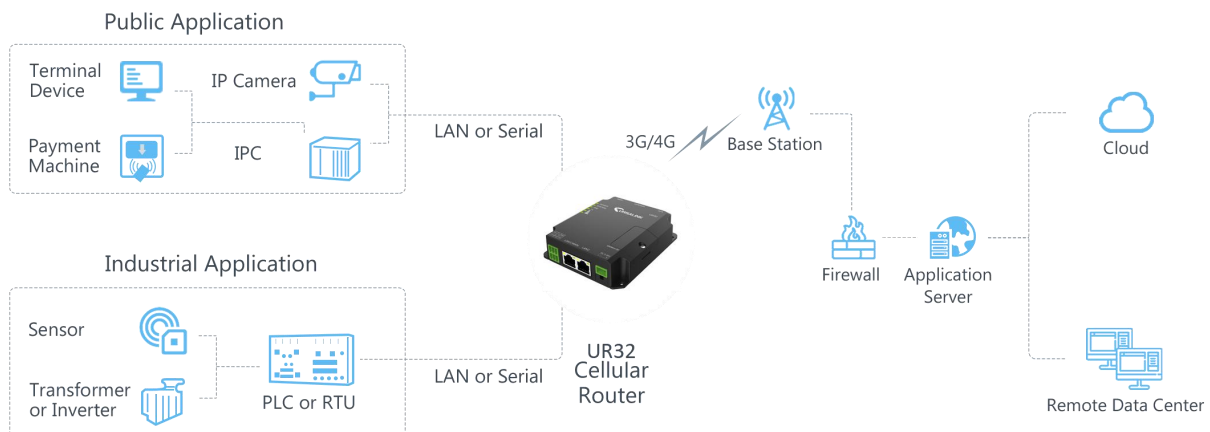 Public Application
Terminal
Device
IP Camera
Payment
Machine
IPC
LAN or Serial
3G/4G
Base Station
Cloud
Firewall
Application
Server
Industrial Application
Sensor
Transformer
or Inverter
PLC or RTU
LAN or Serial
UR32
Cellular
Router
Remote Data Center